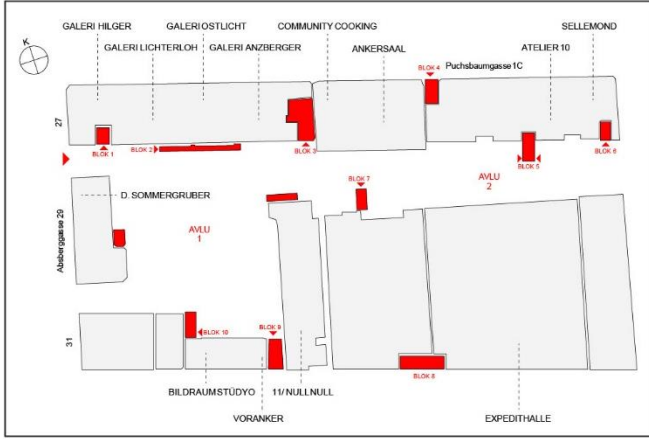 GALERI HILGER
GALERI OSTLICHT
COMMUNITY COOKING
SELLEMOND
GALERI LICHTERLOH
GALERI ANZBERGER
ANKERSAAL
ATELIER 10
K
BLOK 4
Puchsbaumgasse 1C
27
BLOK 1
BLOK 2
BLOK 3
BLOK 5
BLOK 6
BLOK 7
AVLU
2
D. SOMMERGRUBER
Absberggasse 29
AVLU
1
31
BLOK 10
BLOK 9
BLOK 8
BILDRAUM STÜDYO
11/ NULLNULL
VORANKER
EXPEDITHALLE